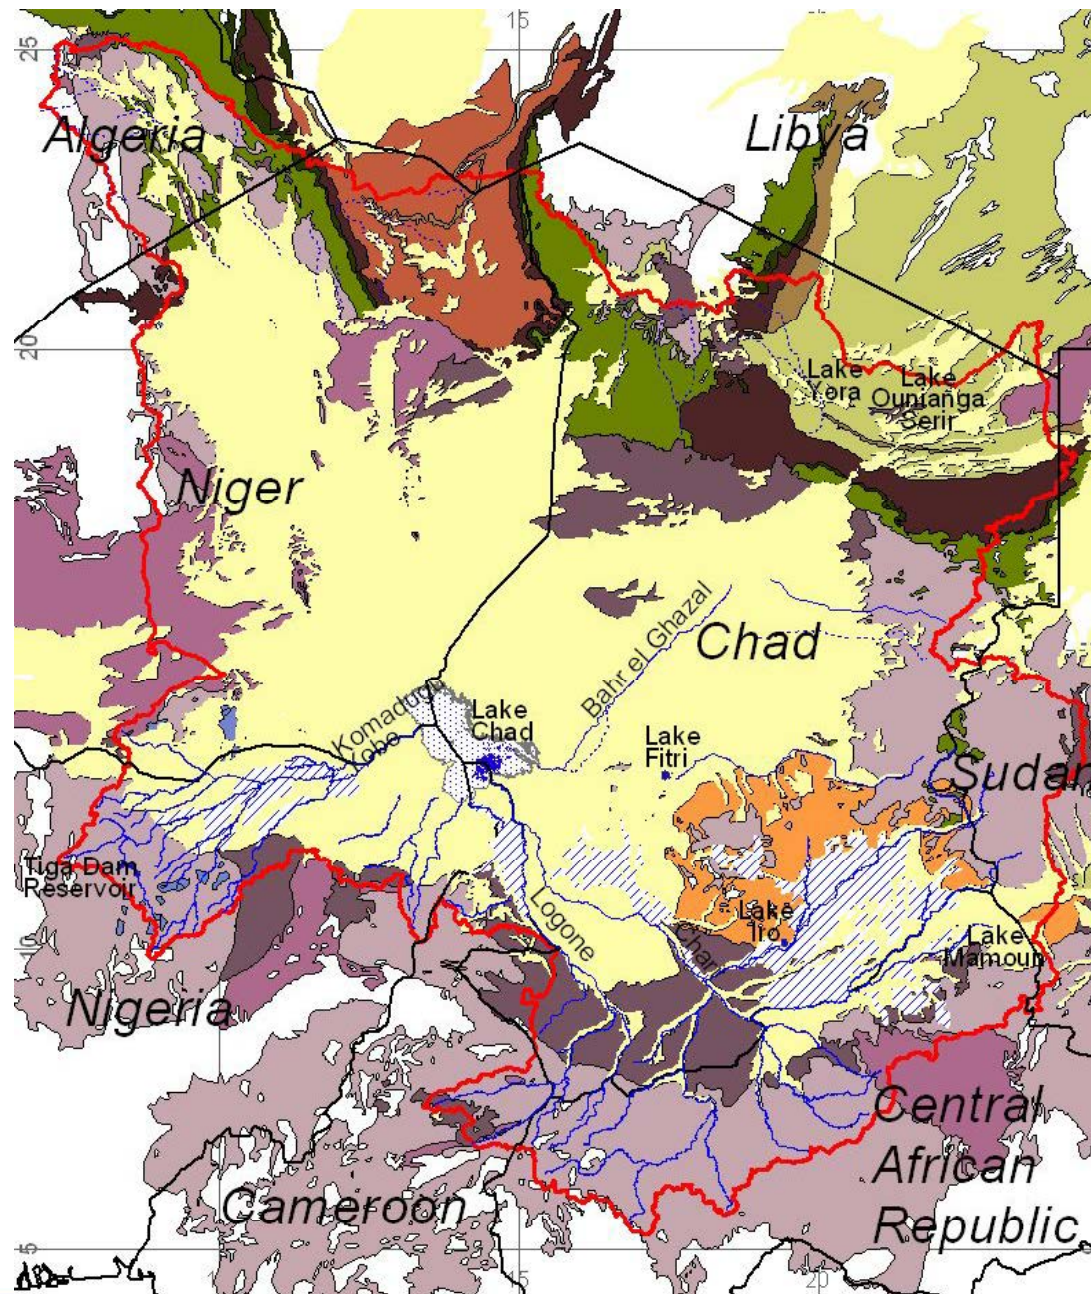 15
25
Algeria
Libya
20
Lake
Yora
Lake
Ounianga
Serir
Niger
Bahr el Ghazal
Chad
Komadugu
Yobe
Lake
Chad
Lake
Fitri
Sudan
Tiga Dam
Reservoir
Logone
Chari
Lake
Iro
10
Lake
Mamoun
Nigeria
Central
African
Republic
Cameroon
5
15
20